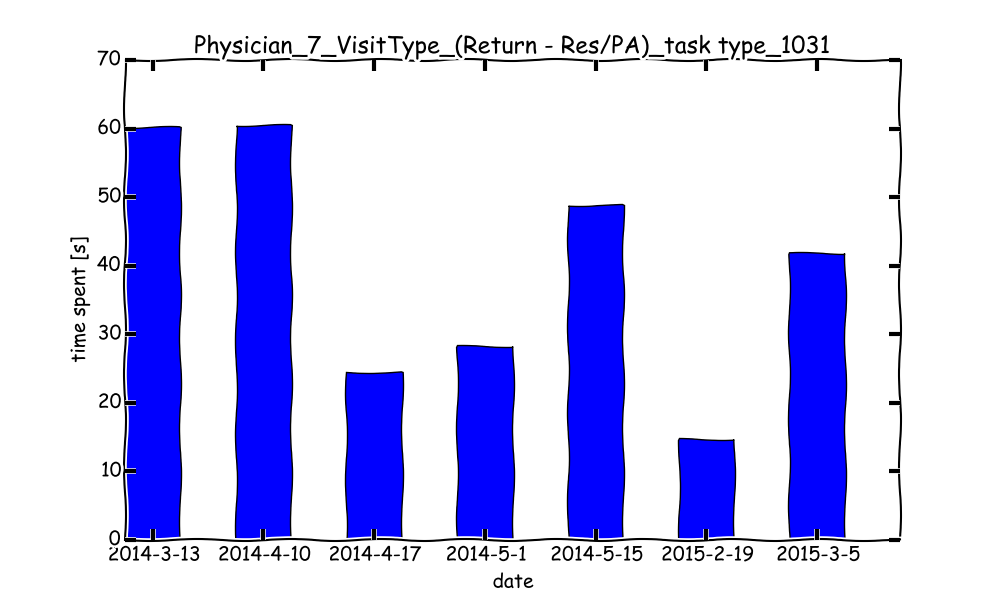 Physician_7_VisitType_(Return - Res/PA)_task type_1031
70
60
50
40
30
20
10
0
time spent [s]
2014-3-13 2014-4-10 2014-4-17 2014-5-1 2014-5-15 2015-2-19 2015-3-5
date